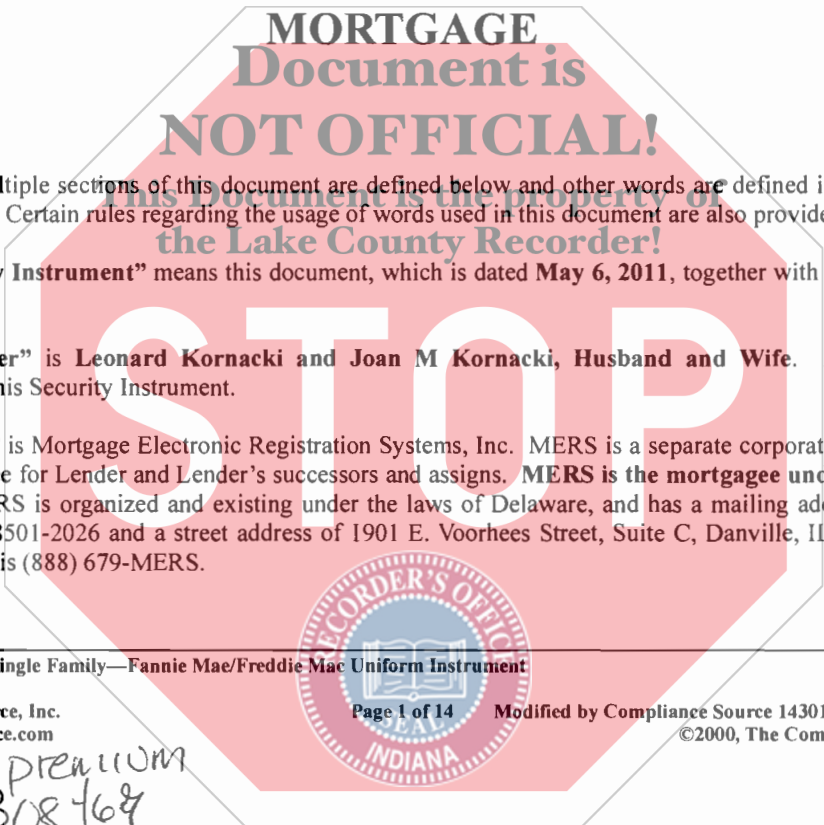 MORTGAGE
Document is
NOT OFFICIAL!
ltiple sections of this document are defined below and other words are defined i
This Document is the property of
Certain rules regarding the usage of words used in this document are also provide
the Lake County Recorder!
y Instrument” means this document, which is dated May 6, 2011, together with
STOP
er” is Leonard Kornacki and Joan M Kornacki, Husband and Wife.
his Security Instrument.
is Mortgage Electronic Registration Systems, Inc. MERS is a separate corporat
e for Lender and Lender’s successors and assigns. MERS is the mortgagee und
RS is organized and existing under the laws of Delaware, and has a mailing add
8501-2026 and a street address of 1901 E. Voorhees Street, Suite C, Danville, IL
is (888) 679-MERS.
RECORDER'S OFFICE
ingle Family—Fannie Mae/Freddie Mac Uniform Instrument
ce, Inc. Page 1 of 14 Modified by Compliance Source 14301
ce.com ©2000, The Com
SEAL
INDIANA
premium